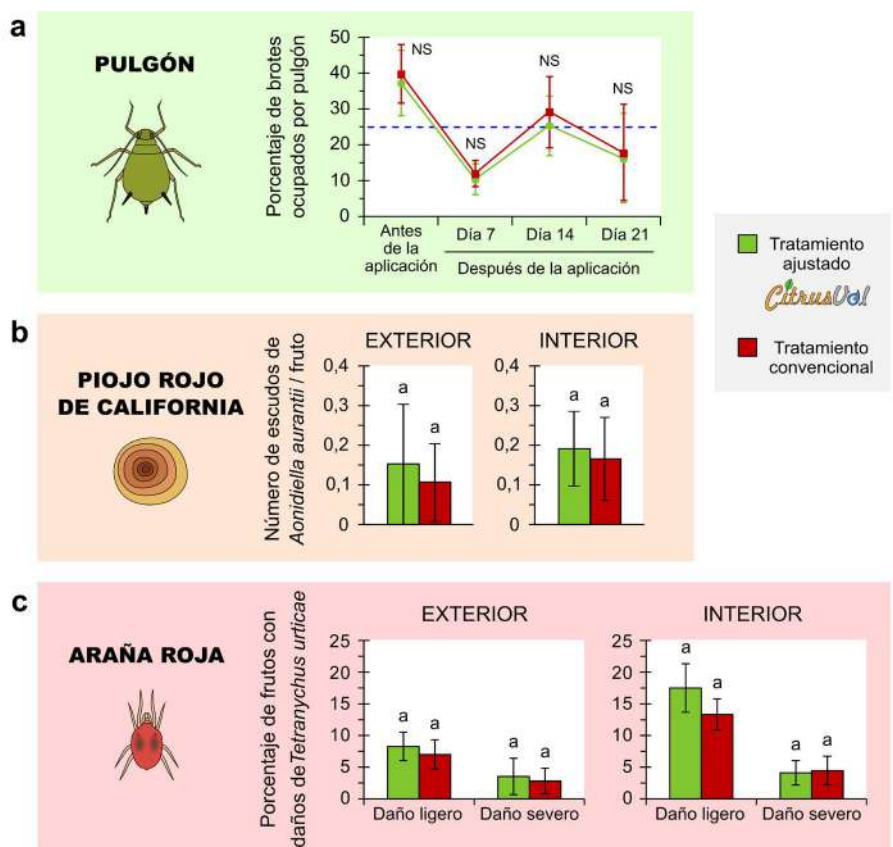 a
PULGÓN
Porcentaje de brotes
ocupados por pulgón
50
40
30
20
10
0
NS
NS
NS
NS
Antes
de la
aplicación
Día 7
Día 14
Día 21
Después de la aplicación
Tratamiento
ajustado
CitrusVol
Tratamiento
convencional
b
PIOJO ROJO
DE CALIFORNIA
Número de escudos de
Aonidiella aurantii / fruto
EXTERIOR
0,4
0,3
0,2
0,1
0
a
a
INTERIOR
0,4
0,3
0,2
0,1
0
a
a
c
ARAÑA ROJA
Porcentaje de frutos con
daños de Tetranychus urticae
EXTERIOR
25
20
15
10
5
0
a
a
a
a
Daño ligero
Daño severo
INTERIOR
25
20
15
10
5
0
a
a
a
a
Daño ligero
Daño severo